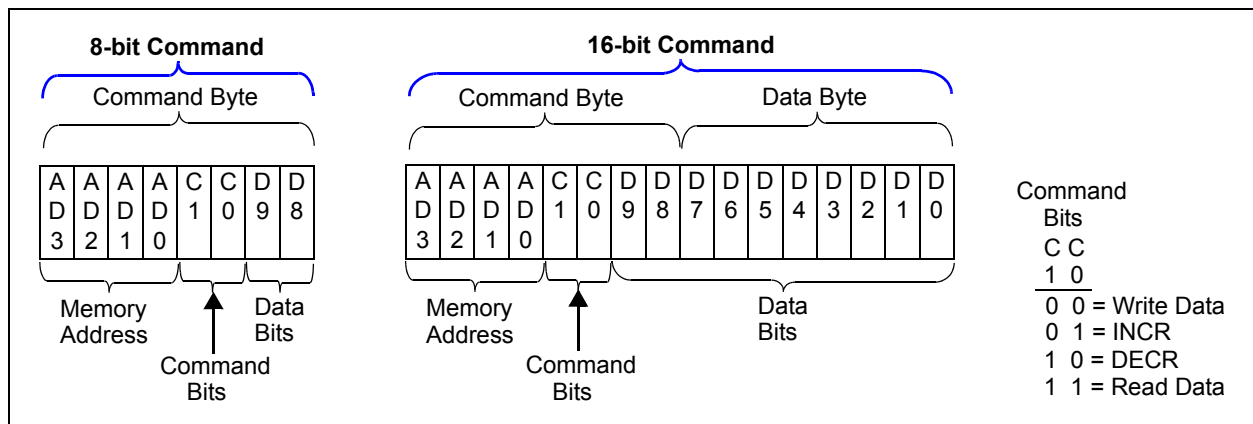 8-bit Command
Command Byte
A A A A C C D D
D D D D 1 0 9 8
3 2 1 0
Memory Address
Data Bits
Command Bits
16-bit Command
Command Byte Data Byte
A A A A C C D D D D D D D D D D
D D D D 1 0 9 8 7 6 5 4 3 2 1 0
3 2 1 0
Memory Address
Data Bits
Command Bits
Command
Bits
C C
1 0
0 0 = Write Data
0 1 = INCR
1 0 = DECR
1 1 = Read Data